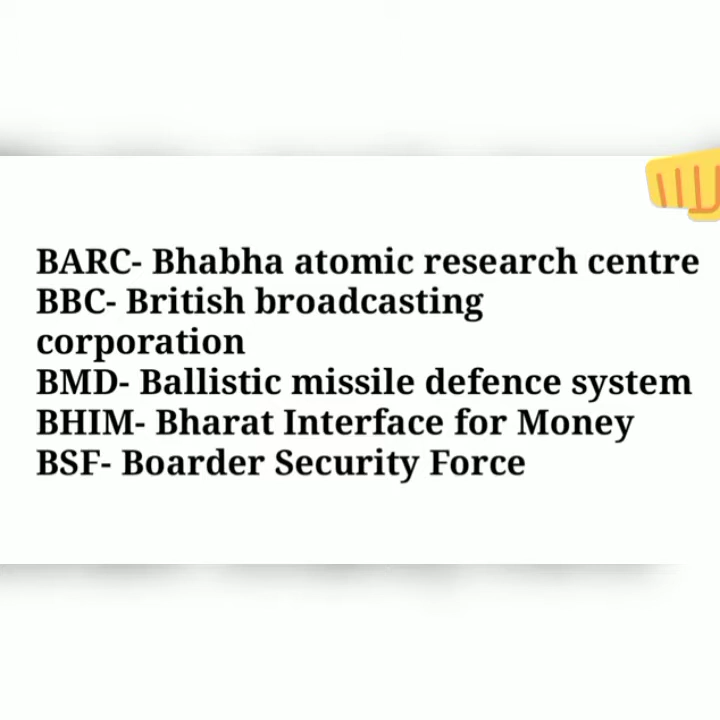 BARC- Bhabha atomic research centre
BBC- British broadcasting
corporation
BMD- Ballistic missile defence system
BHIM- Bharat Interface for Money
BSF- Boarder Security Force